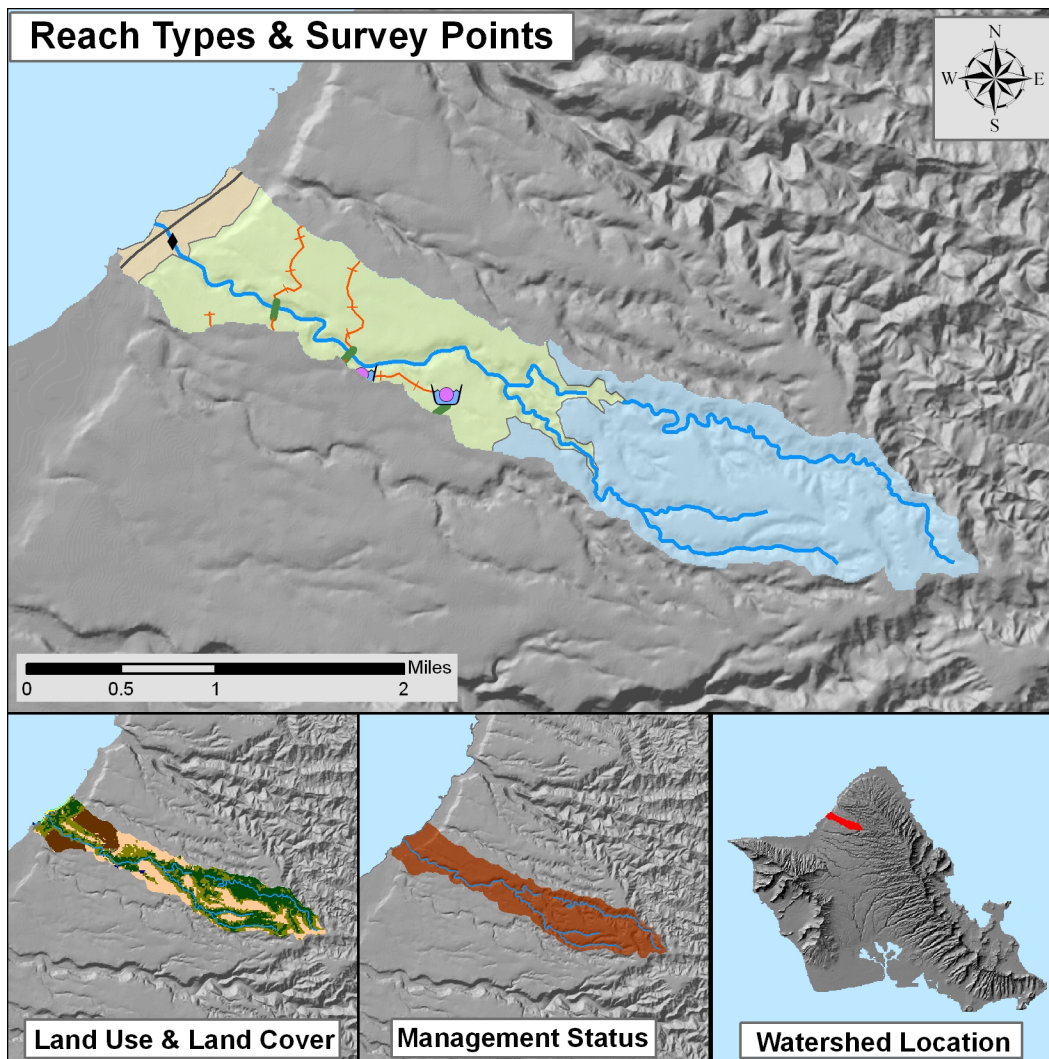 Reach Types & Survey Points
N
W E
S
Miles
0 0.5 1 2
Land Use & Land Cover
Management Status
Watershed Location